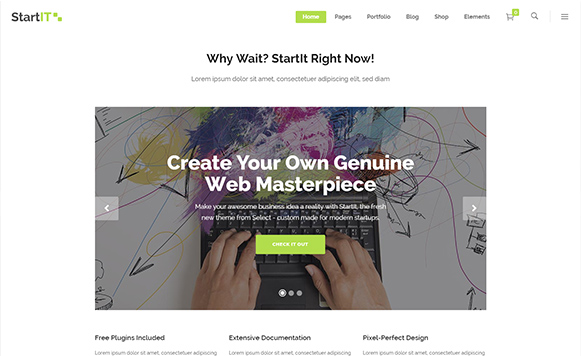 StartIT
Home Pages Portfolio Blog Shop Elements
0
Why Wait? StartIt Right Now!
Lorem ipsum dolor sit amet, consectetuer adipiscing elit, sed diam
Create Your Own Genuine
Web Masterpiece
Make your awesome business idea a reality with StartIt, the fresh
new theme from Select - custom made for modern startups.
CHECK IT OUT
Free Plugins Included Extensive Documentation Pixel-Perfect Design
Lorem ipsum dolor sit amet, consectetuer Lorem ipsum dolor sit amet, consectetuer Lorem ipsum dolor sit amet, consectetuer